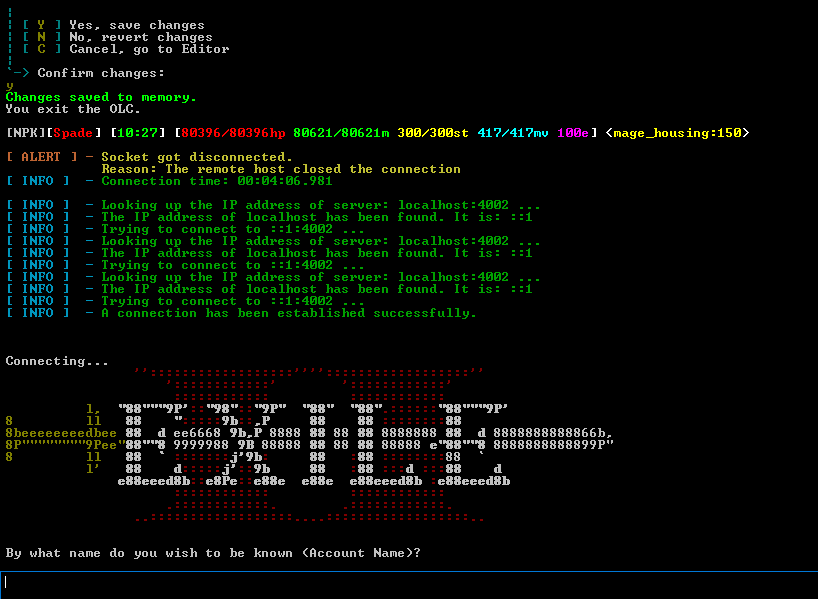 [ Y ] Yes, save changes
[ N ] No, revert changes
[ C ] Cancel, go to Editor
`-> Confirm changes:
y
Changes saved to memory.
You exit the OLC.
[NPK][Spade] [10:27] [80396/80396hp 80621/80621m 300/300st 417/417mv 100e] <mage_housing:150>
[ ALERT ] - Socket got disconnected.
Reason: The remote host closed the connection
[ INFO ] - Connection time: 00:04:06.981
[ INFO ] - Looking up the IP address of server: localhost:4002 ...
[ INFO ] - The IP address of localhost has been found. It is: ::1
[ INFO ] - Trying to connect to ::1:4002 ...
[ INFO ] - Looking up the IP address of server: localhost:4002 ...
[ INFO ] - The IP address of localhost has been found. It is: ::1
[ INFO ] - Trying to connect to ::1:4002 ...
[ INFO ] - Looking up the IP address of server: localhost:4002 ...
[ INFO ] - The IP address of localhost has been found. It is: ::1
[ INFO ] - Trying to connect to ::1:4002 ...
[ INFO ] - A connection has been established successfully.
Connecting...
By what name do you wish to be known (Account Name)?